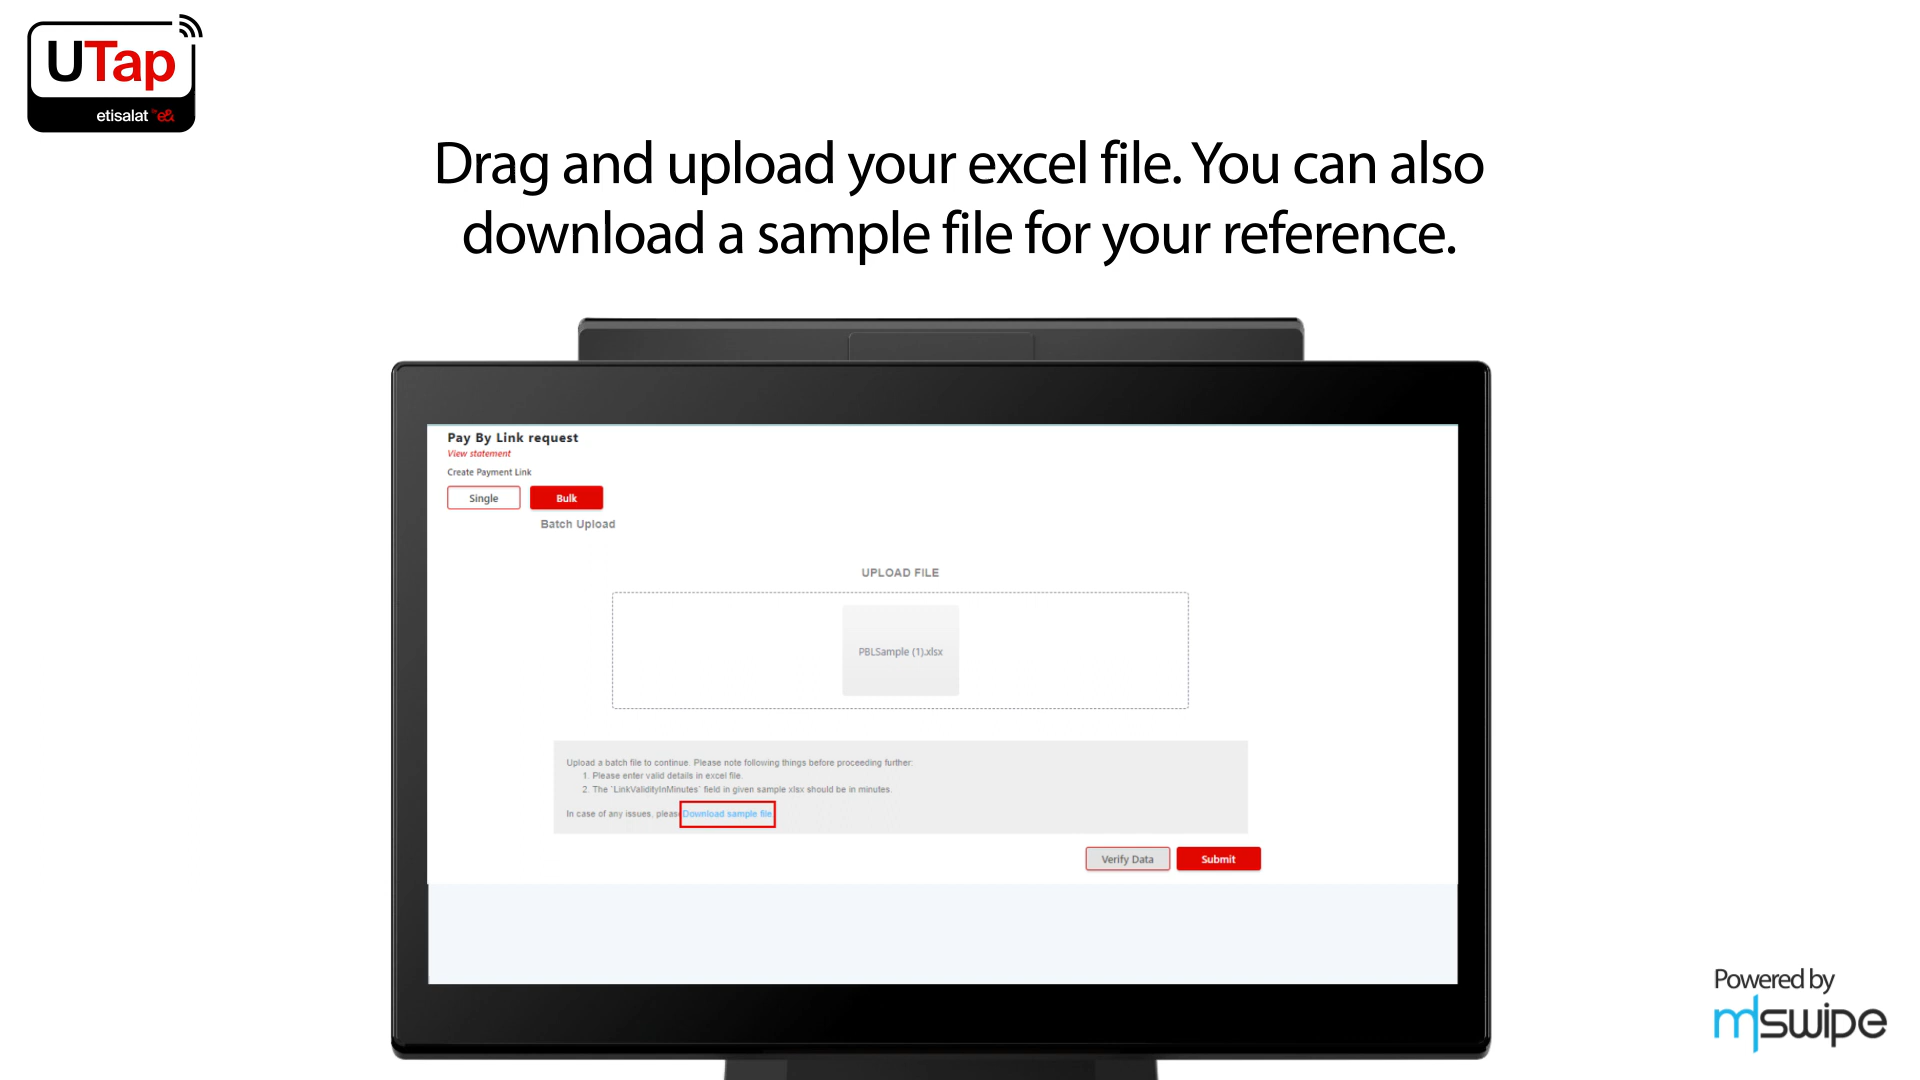 UTap
etisalat by e&
Drag and upload your excel file. You can also
download a sample file for your reference.
Pay By Link request
View statement
Create Payment Link
Single Bulk
Batch Upload
UPLOAD FILE
PBLSample (1).xlsx
Upload a batch file to continue. Please note following things before proceeding further:
1. Please enter valid details in excel file.
2. The `LinkValidityInMinutes` field in given sample xlsx should be in minutes.
In case of any issues, pleas Download sample file
Verify Data Submit
Powered by
mswipe